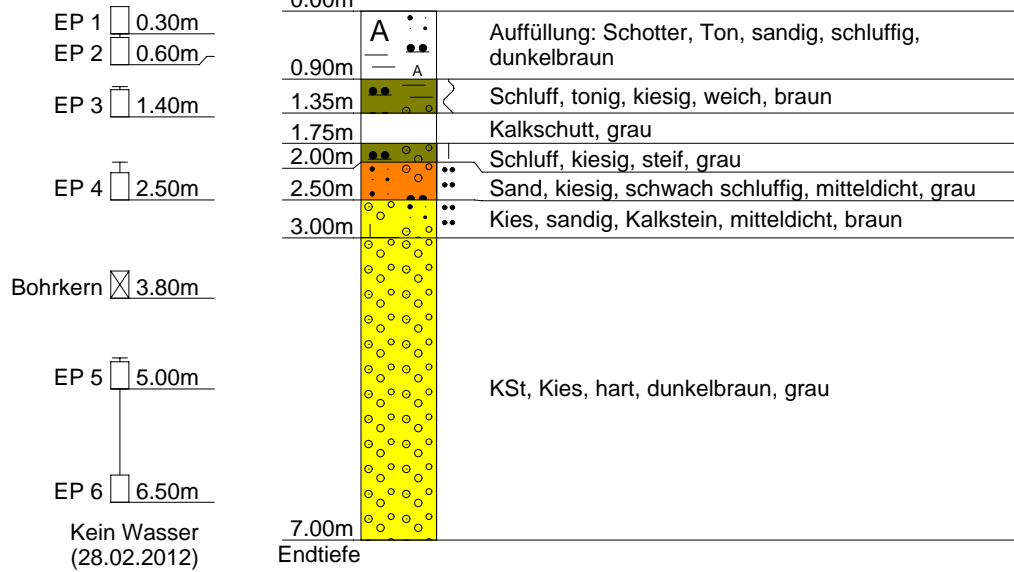 0.00m
EP 1 0.30m
EP 2 0.60m
A
Auffüllung: Schotter, Ton, sandig, schluffig,
dunkelbraun
0.90m
A
EP 3 1.40m
1.35m
Schluff, tonig, kiesig, weich, braun
1.75m
Kalkschutt, grau
2.00m
Schluff, kiesig, steif, grau
EP 4 2.50m
2.50m
Sand, kiesig, schwach schluffig, mitteldicht, grau
3.00m
Kies, sandig, Kalkstein, mitteldicht, braun
Bohrkern 3.80m
EP 5 5.00m
KSt, Kies, hart, dunkelbraun, grau
EP 6 6.50m
Kein Wasser
(28.02.2012)
7.00m
Endtiefe